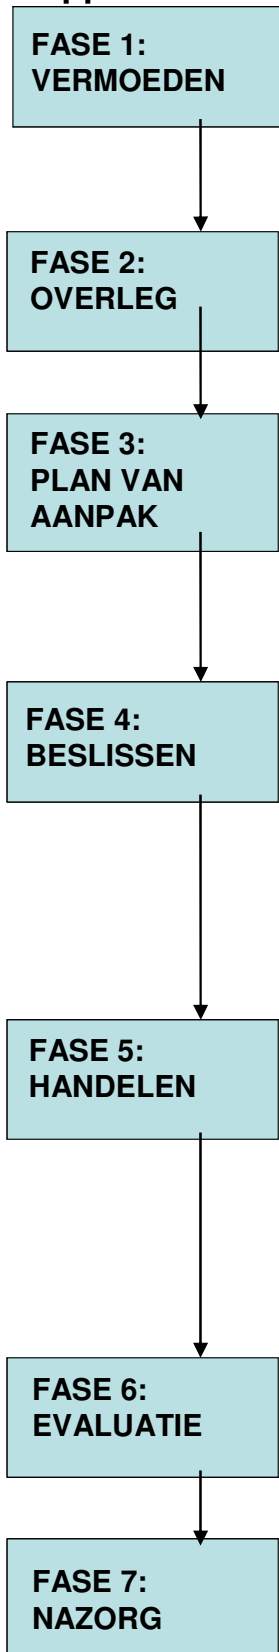 FASE 1:
VERMOEDEN
FASE 2:
OVERLEG
FASE 3:
PLAN VAN
AANPAK
FASE 4:
BESLISSEN
FASE 5:
HANDELEN
FASE 6:
EVALUATIE
FASE 7:
NAZORG